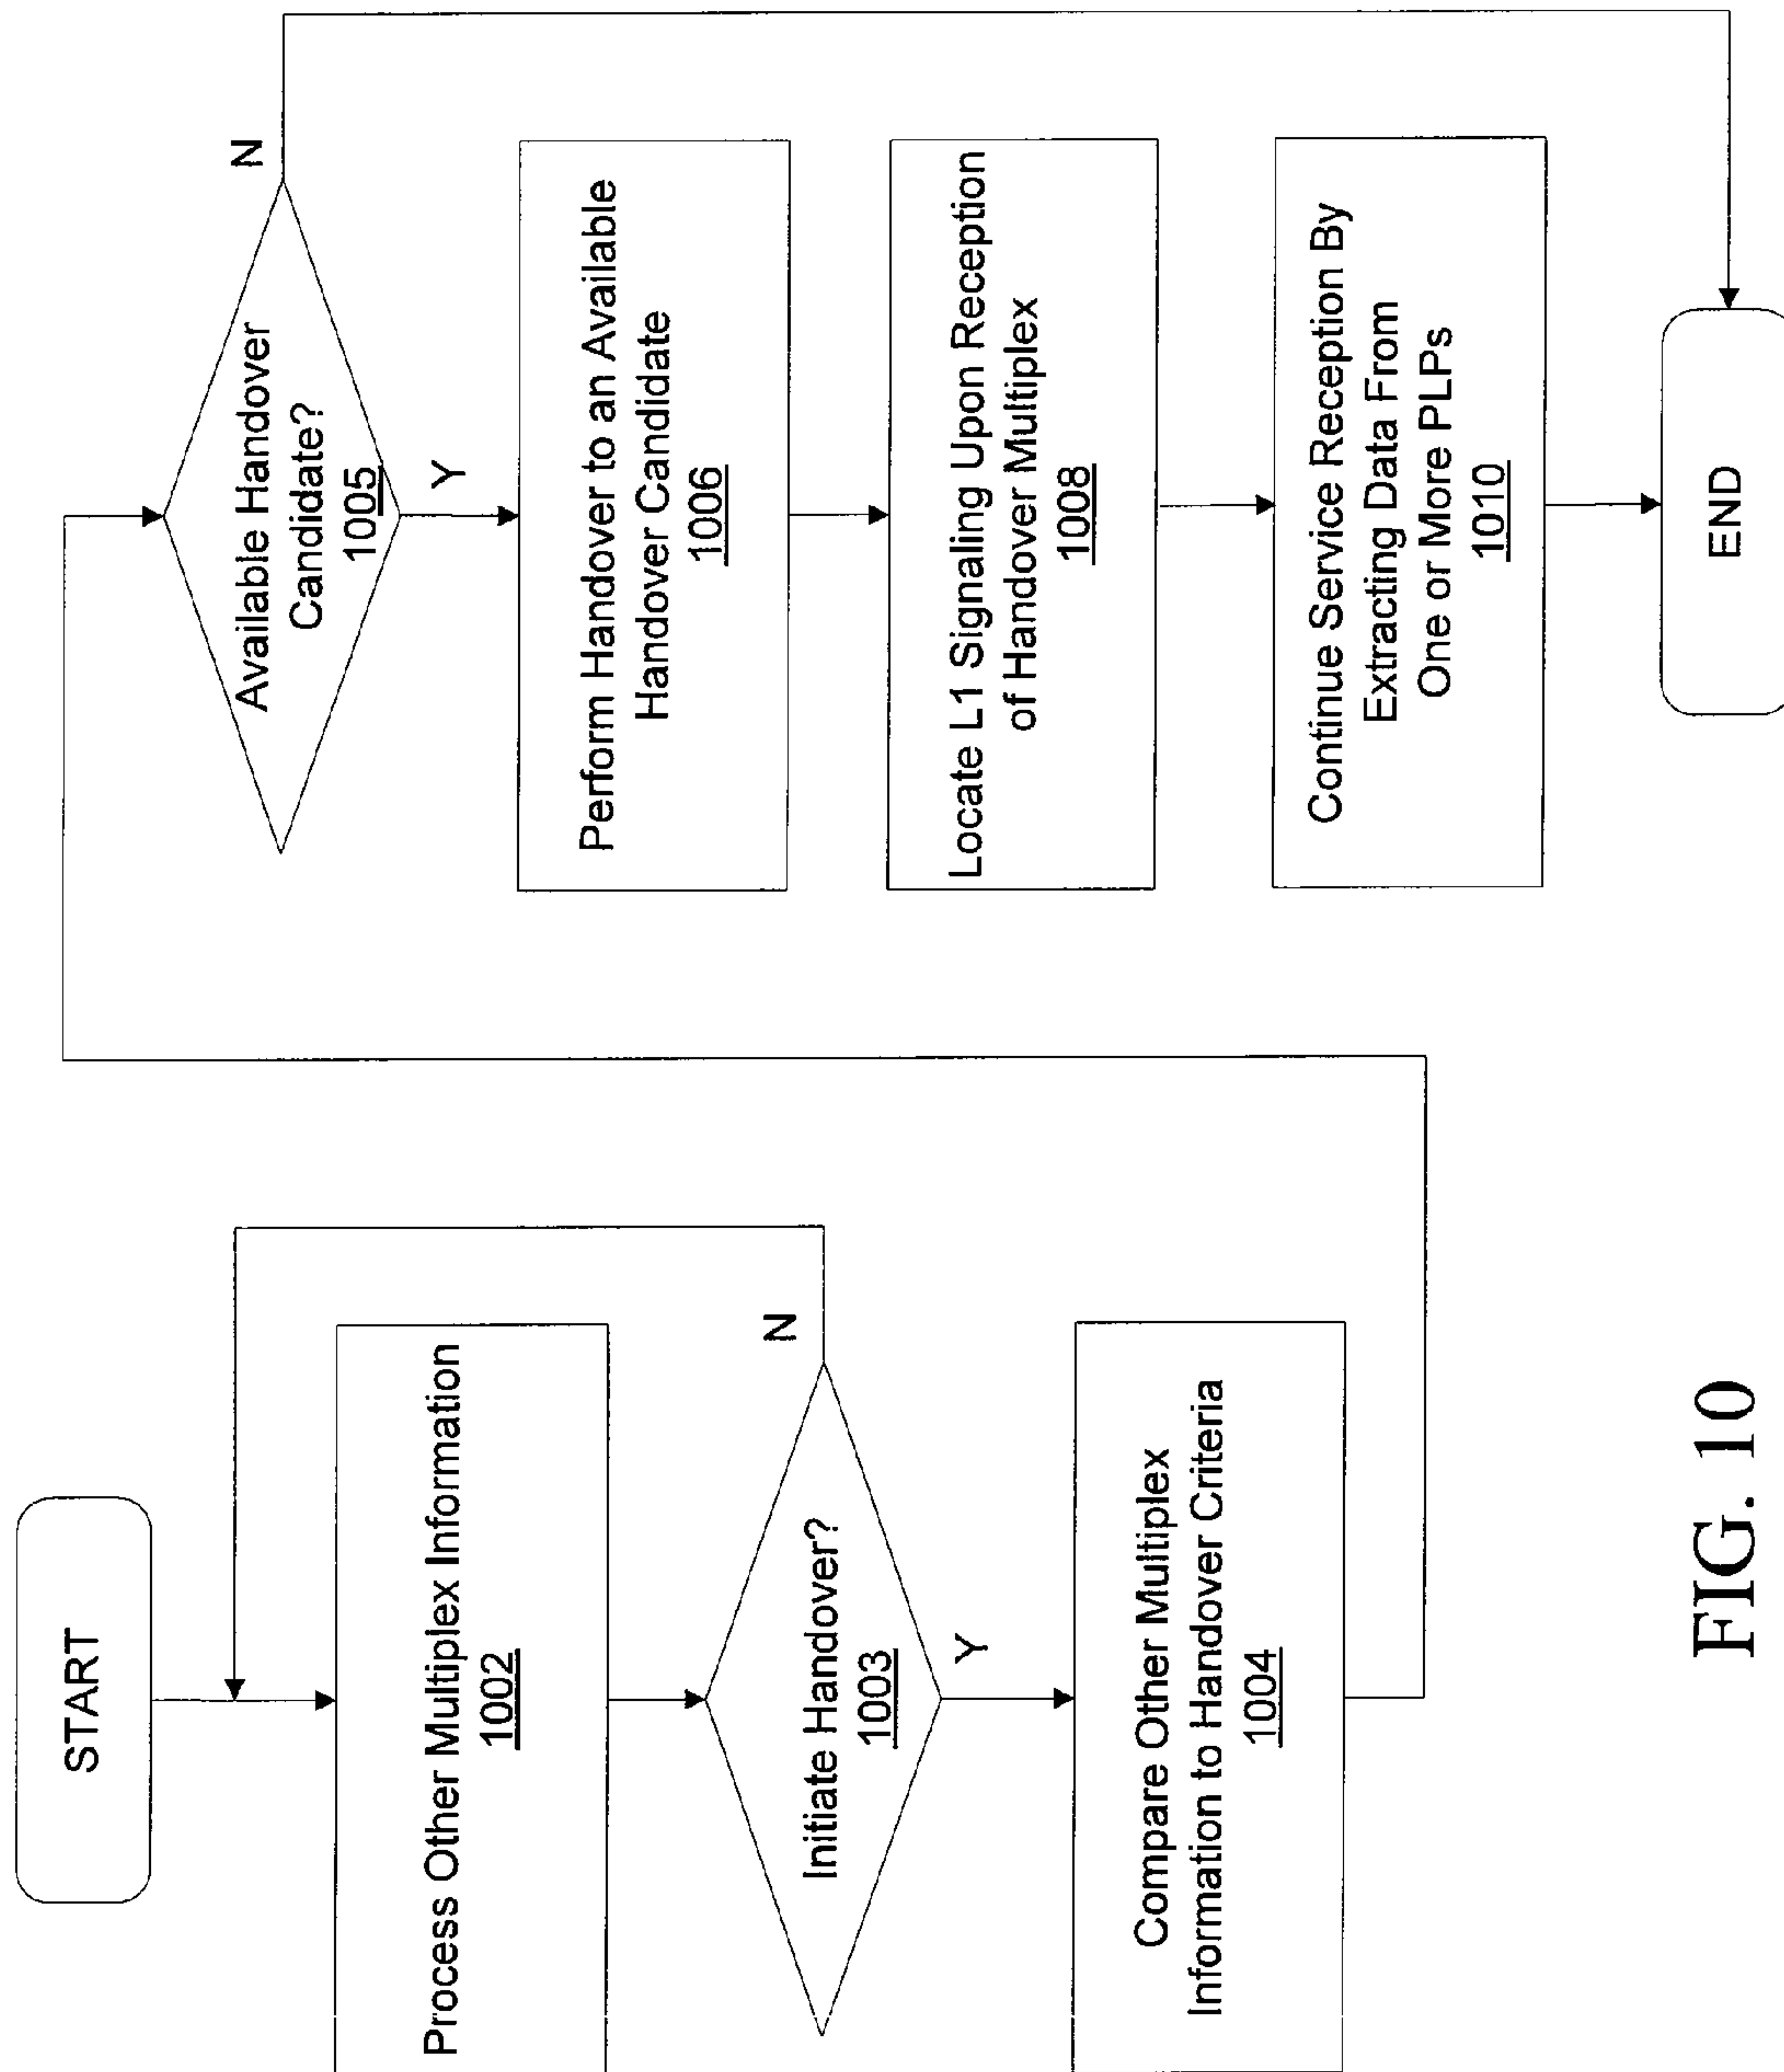 START
Process Other Multiplex Information
1002
Initiate Handover?
1003
N
Y
Compare Other Multiplex
Information to Handover Criteria
1004
Available Handover
Candidate?
1005
N
Y
Perform Handover to an Available
Handover Candidate
1006
Locate L1 Signaling Upon Reception
of Handover Multiplex
1008
Continue Service Reception By
Extracting Data From
One or More PLPs
1010
END
FIG. 10